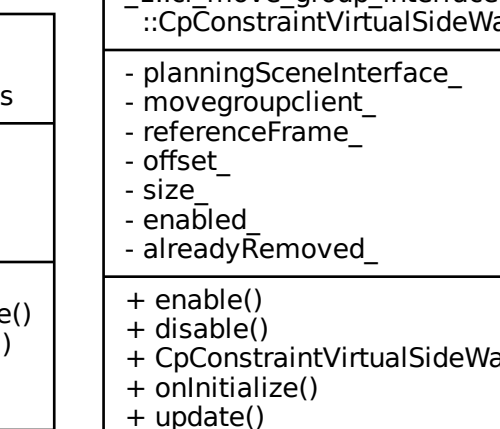 ::CpConstraintVirtualSideWa
- planningSceneInterface_
s
- movegroupclient_
- referenceFrame_
- offset_
- size_
- enabled_
- alreadyRemoved_
+ enable()
e()
+ disable()
)
+ CpConstraintVirtualSideWa
+ onInitialize()
+ update()